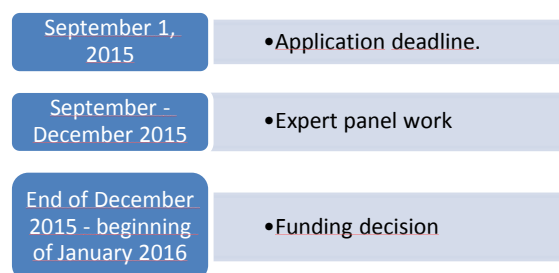 September 1,
2015
•Application deadline.
September -
December 2015
•Expert panel work
End of December
2015 - beginning
of January 2016
•Funding decision